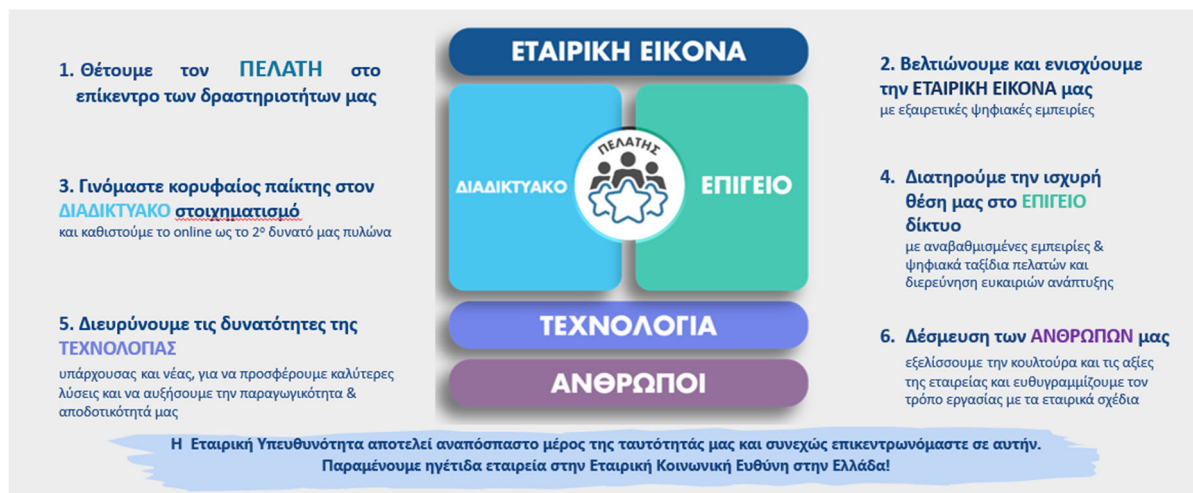 1. Θέτουμε τον ΠΕΛΑΤΗ στο
επίκεντρο των δραστηριοτήτων μας
3. Γινόμαστε κορυφαίος παίκτης στον
ΔΙΑΔΙΚΤΥΑΚΟ στοιχηματισμό
και καθιστούμε το online ως το 2ο δυνατό μας πυλώνα
5. Διευρύνουμε τις δυνατότητες της
ΤΕΧΝΟΛΟΓΙΑΣ
υπάρχουσας και νέας, για να προσφέρουμε καλύτερες
λύσεις και να αυξήσουμε την παραγωγικότητα &
αποδοτικότητά μας
ΕΤΑΙΡΙΚΗ ΕΙΚΟΝΑ
ΔΙΑΔΙΚΤΥΑΚΟ
ΠΕΛΑΤΗΣ
ΕΠΙΓΕΙΟ
ΤΕΧΝΟΛΟΓΙΑ
ΑΝΘΡΩΠΟΙ
2. Βελτιώνουμε και ενισχύουμε
την ΕΤΑΙΡΙΚΗ ΕΙΚΟΝΑ μας
με εξαιρετικές ψηφιακές εμπειρίες
4. Διατηρούμε την ισχυρή
θέση μας στο ΕΠΙΓΕΙΟ
δίκτυο
με αναβαθμισμένες εμπειρίες &
ψηφιακά ταξίδια πελατών και
διερεύνηση ευκαιριών ανάπτυξης
6. Δέσμευση των ΑΝΘΡΩΠΩΝ μας
εξελίσσουμε την κουλτούρα και τις αξίες
της εταιρείας και ευθυγραμμίζουμε τον
τρόπο εργασίας με τα εταιρικά σχέδια
Η Εταιρική Υπευθυνότητα αποτελεί αναπόσπαστο μέρος της ταυτότητάς μας και συνεχώς επικεντρωνόμαστε σε αυτήν.
Παραμένουμε ηγέτιδα εταιρεία στην Εταιρική Κοινωνική Ευθύνη στην Ελλάδα!